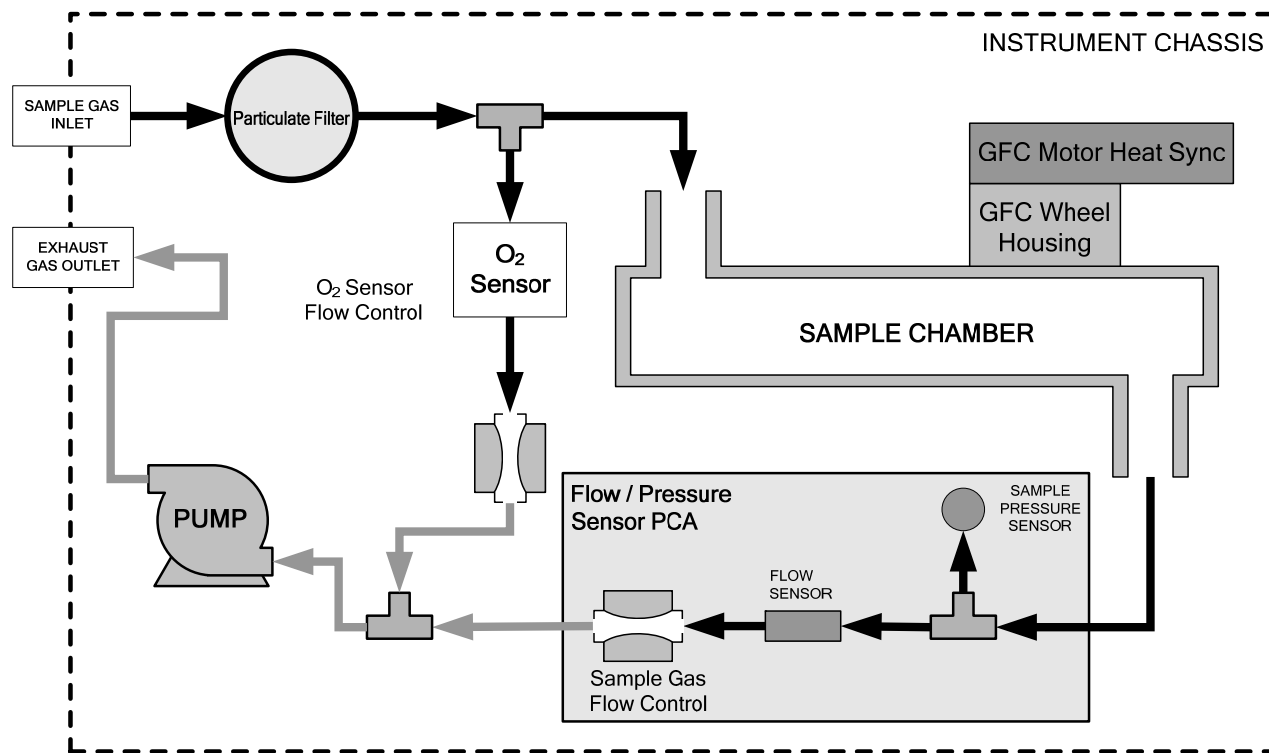 INSTRUMENT CHASSIS
SAMPLE GAS
INLET
Particulate Filter
GFC Motor Heat Sync
GFC Wheel
Housing
EXHAUST
GAS OUTLET
O₂
Sensor
O₂ Sensor
Flow Control
SAMPLE CHAMBER
PUMP
Flow / Pressure
Sensor PCA
SAMPLE
PRESSURE
SENSOR
FLOW
SENSOR
Sample Gas
Flow Control